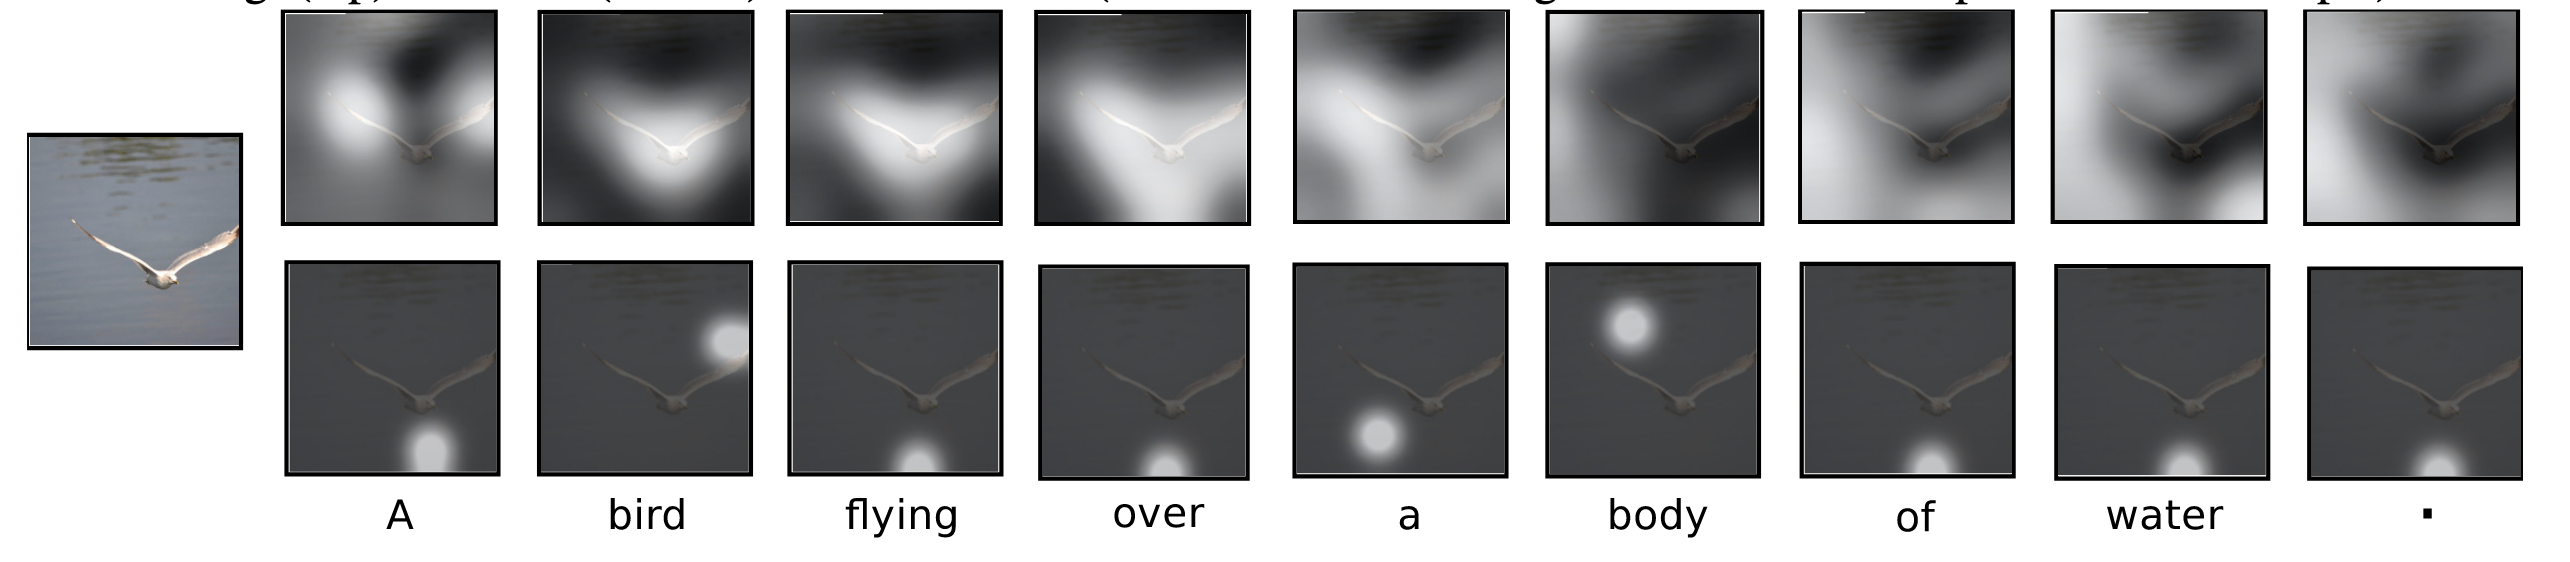 A bird flying over a body of water .